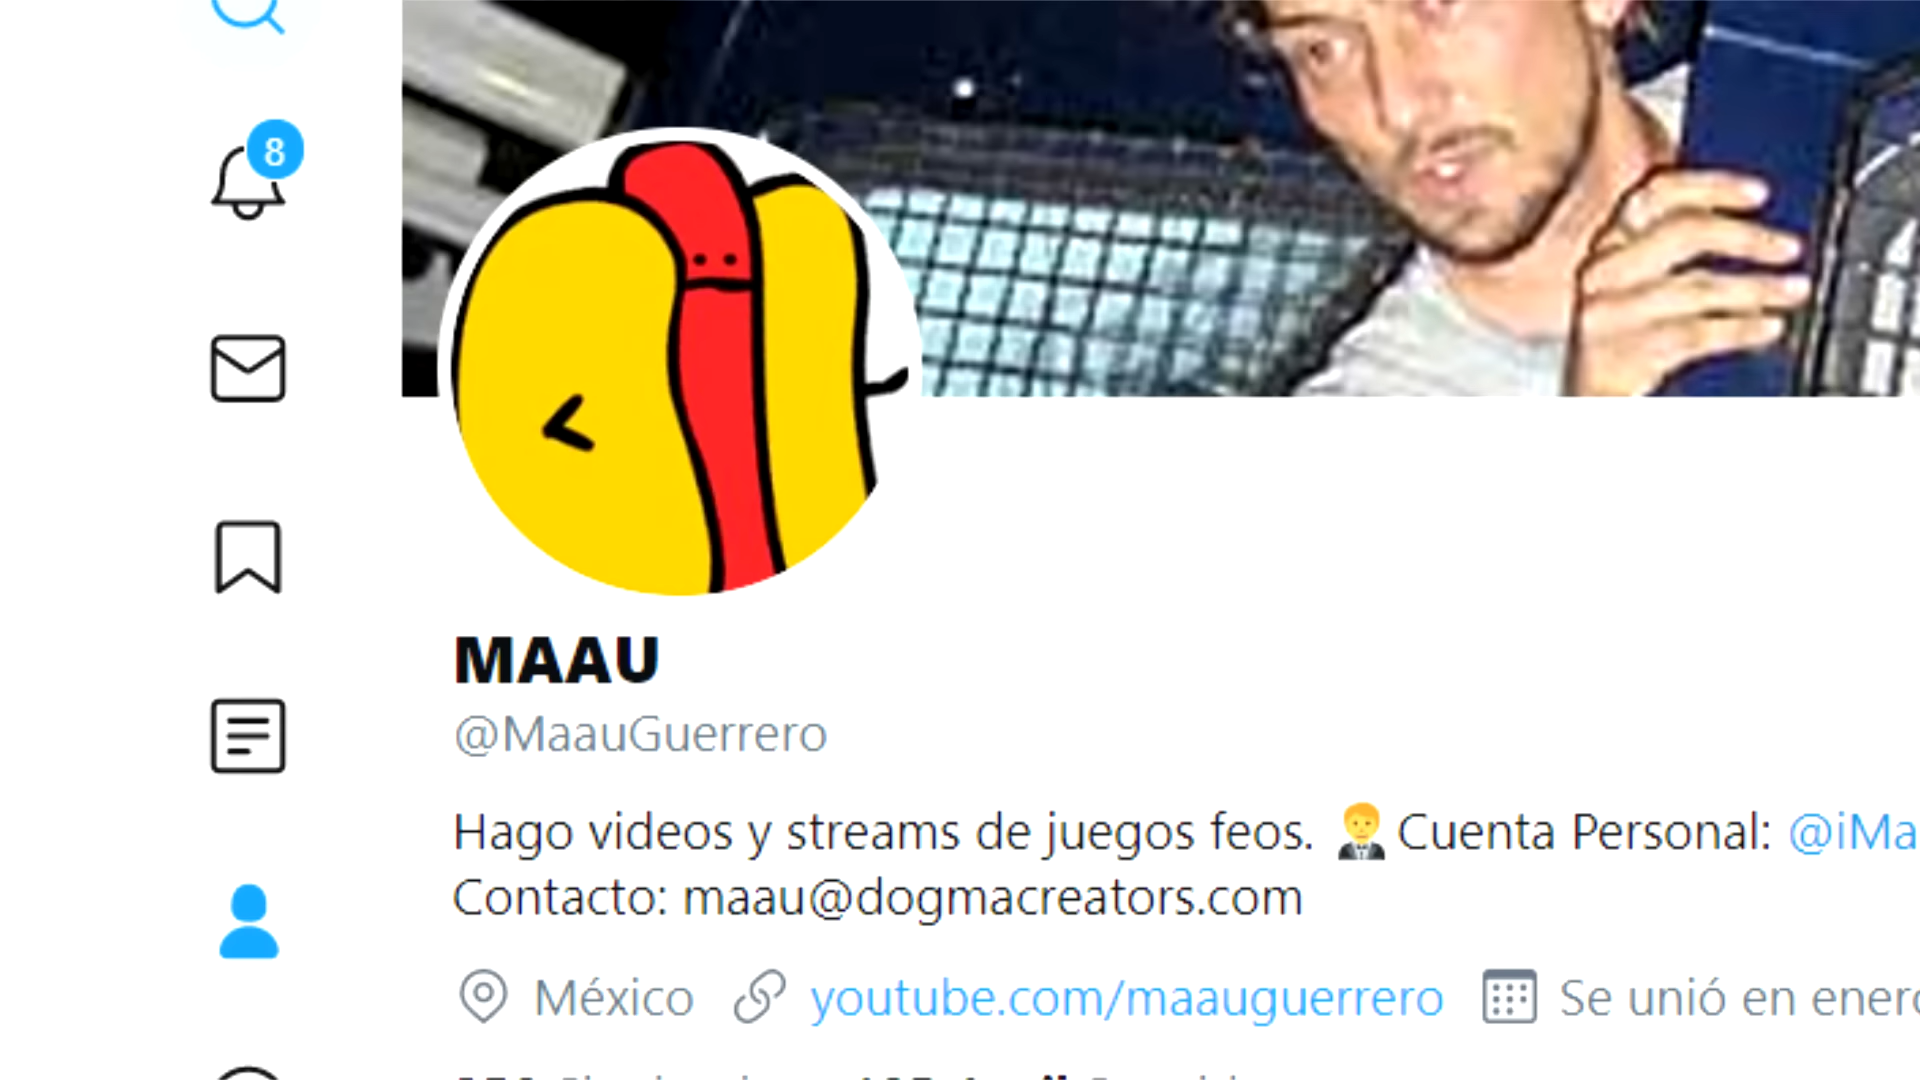 8
MAAU
@MaauGuerrero
Hago videos y streams de juegos feos. 🤵Cuenta Personal: @iMa
Contacto: maau@dogmacreators.com
México youtube.com/maauguerrero Se unió en enero